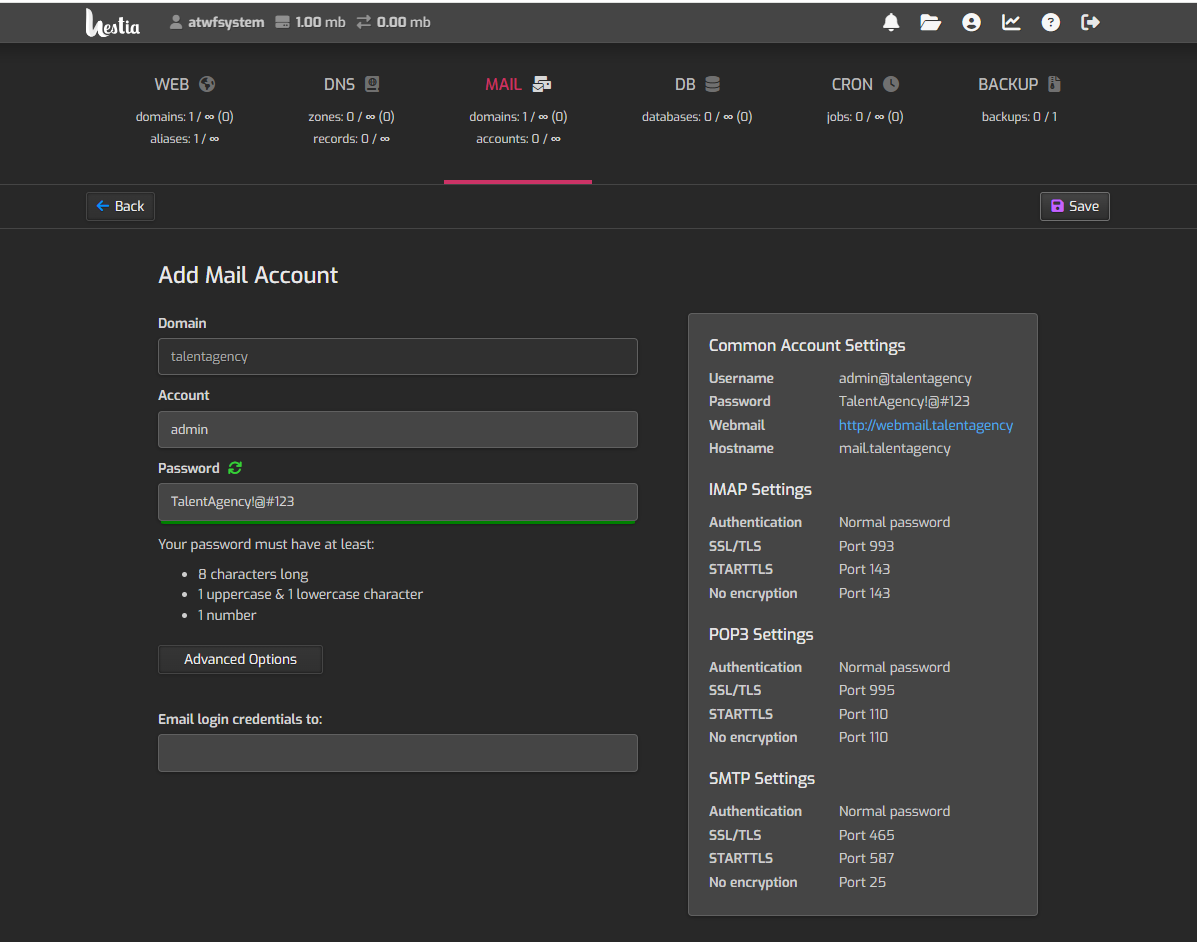 hestia atwfsystem 1.00 mb 0.00 mb
WEB DNS MAIL DB CRON BACKUP
domains: 1 / ∞ (0) zones: 0 / ∞ (0) domains: 1 / ∞ (0) databases: 0 / ∞ (0) jobs: 0 / ∞ (0) backups: 0 / 1
aliases: 1 / ∞ records: 0 / ∞ accounts: 0 / ∞
Back Save
Add Mail Account
Domain
talentagency
Account
admin
Password
TalentAgency!@#123
Your password must have at least:
• 8 characters long
• 1 uppercase & 1 lowercase character
• 1 number
Advanced Options
Email login credentials to:
Common Account Settings
Username admin@talentagency
Password TalentAgency!@#123
Webmail http://webmail.talentagency
Hostname mail.talentagency
IMAP Settings
Authentication Normal password
SSL/TLS Port 993
STARTTLS Port 143
No encryption Port 143
POP3 Settings
Authentication Normal password
SSL/TLS Port 995
STARTTLS Port 110
No encryption Port 110
SMTP Settings
Authentication Normal password
SSL/TLS Port 465
STARTTLS Port 587
No encryption Port 25